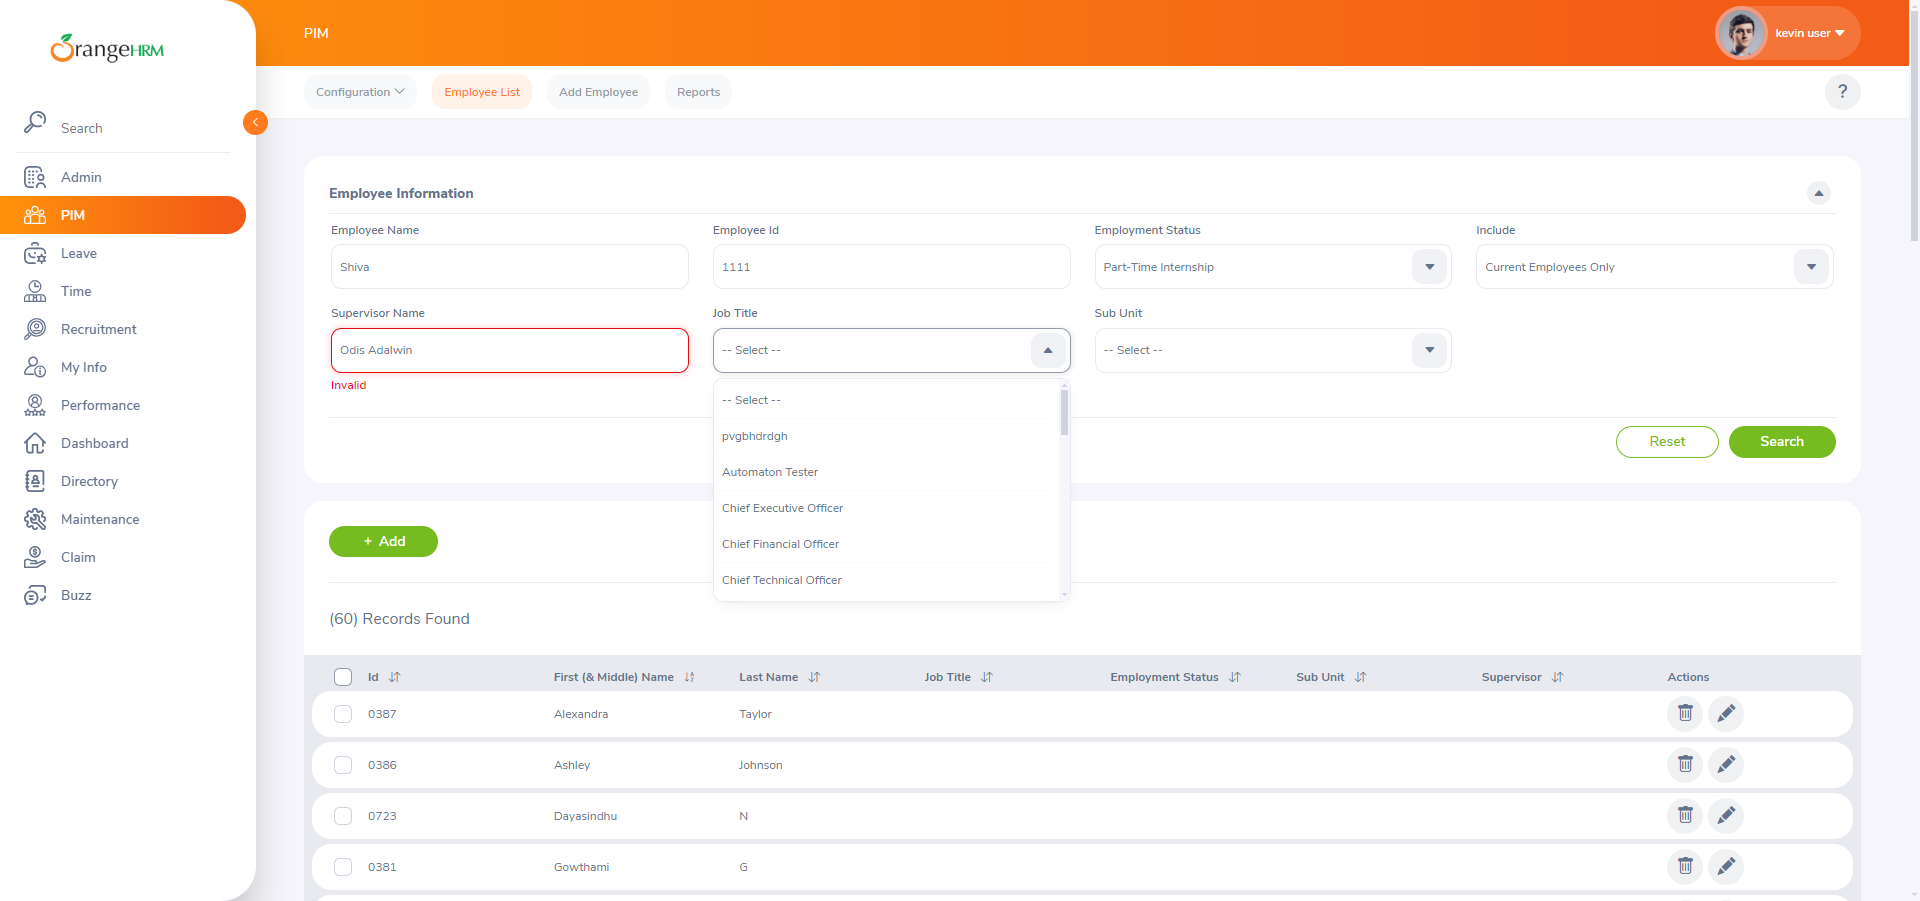 OrangeHRM
PIM
kevin user
Configuration
Employee List
Add Employee
Reports
?
Search
Admin
PIM
Leave
Time
Recruitment
My Info
Performance
Dashboard
Directory
Maintenance
Claim
Buzz
Employee Information
Employee Name
Employee Id
Employment Status
Include
Shiva
1111
Part-Time Internship
Current Employees Only
Supervisor Name
Job Title
Sub Unit
Odis Adalwin
-- Select --
-- Select --
Invalid
-- Select --
pvgbhdrdgh
Automaton Tester
Chief Executive Officer
Chief Financial Officer
Chief Technical Officer
Reset
Search
+ Add
(60) Records Found
Id First (& Middle) Name Last Name Job Title Employment Status Sub Unit Supervisor Actions
0387 Alexandra Taylor
0386 Ashley Johnson
0723 Dayasindhu N
0381 Gowthami G